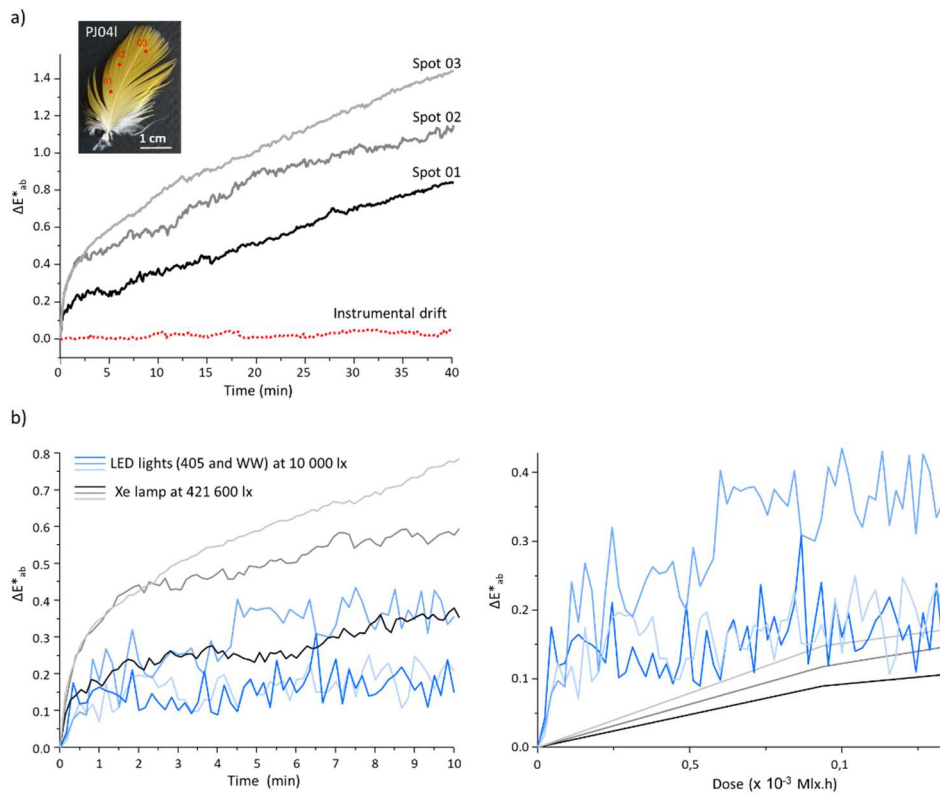 a)
PJ04l
03
02
01
1 cm
Spot 03
Spot 02
Spot 01
Instrumental drift
ΔE*ab
1.4
1.2
1.0
0.8
0.6
0.4
0.2
0.0
0 5 10 15 20 25 30 35 40
Time (min)
b)
LED lights (405 and WW) at 10 000 lx
Xe lamp at 421 600 lx
ΔE*ab
0.8
0.7
0.6
0.5
0.4
0.3
0.2
0.1
0.0
0 1 2 3 4 5 6 7 8 9 10
Time (min)
ΔE*ab
0.4
0.3
0.2
0.1
0.0
0 0,5 0,1
Dose (x 10⁻³ Mlx.h)